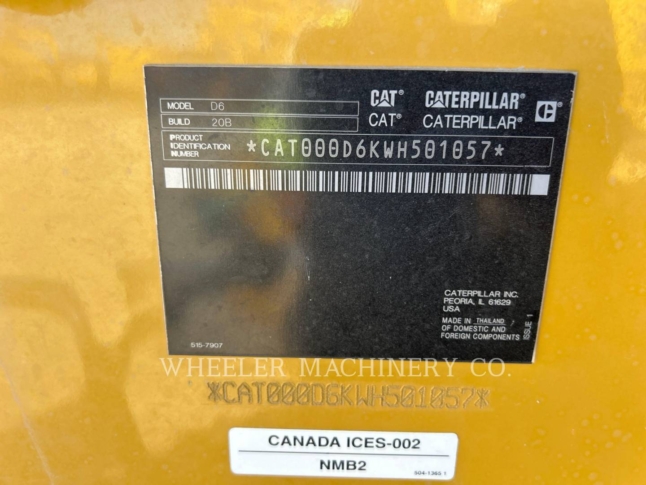 MODEL D6
CAT® CATERPILLAR® C
BUILD 20B
CAT® CATERPILLAR®
PRODUCT
IDENTIFICATION
NUMBER
*CAT000D6KWH501057*
CATERPILLAR INC.
PEORIA, IL 61629
USA
MADE IN THAILAND
OF DOMESTIC AND
FOREIGN COMPONENTS
ISSUE 1
515-7907
WHEELER MACHINERY CO.
*CAT000D6KWH501057*
CANADA ICES-002
NMB2
504-1365 1